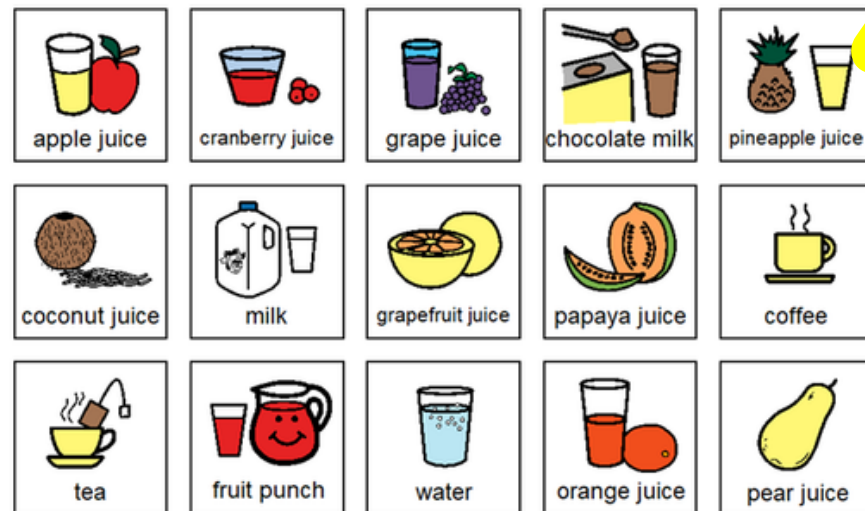 apple juice
cranberry juice
grape juice
chocolate milk
pineapple juice
coconut juice
milk
grapefruit juice
papaya juice
coffee
tea
fruit punch
water
orange juice
pear juice